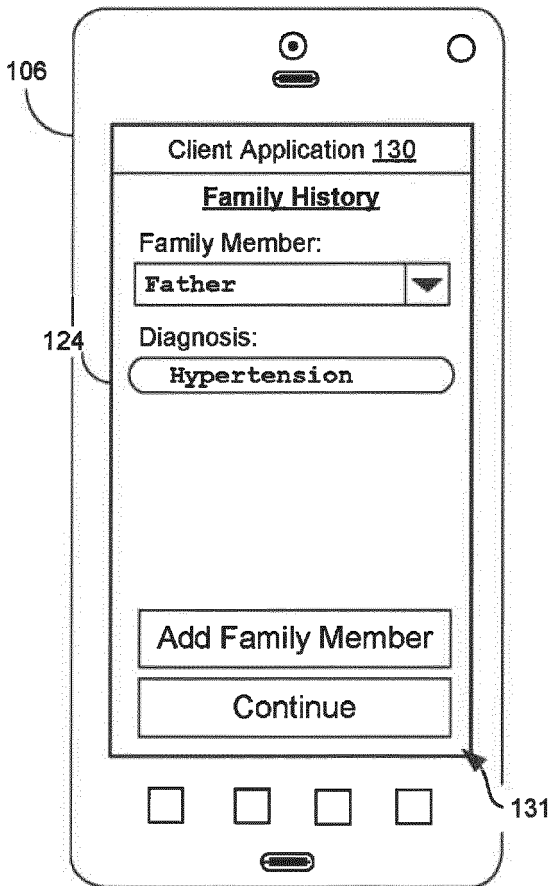 106
Client Application 130
Family History
Family Member:
Father
124
Diagnosis:
Hypertension
Add Family Member
Continue
131